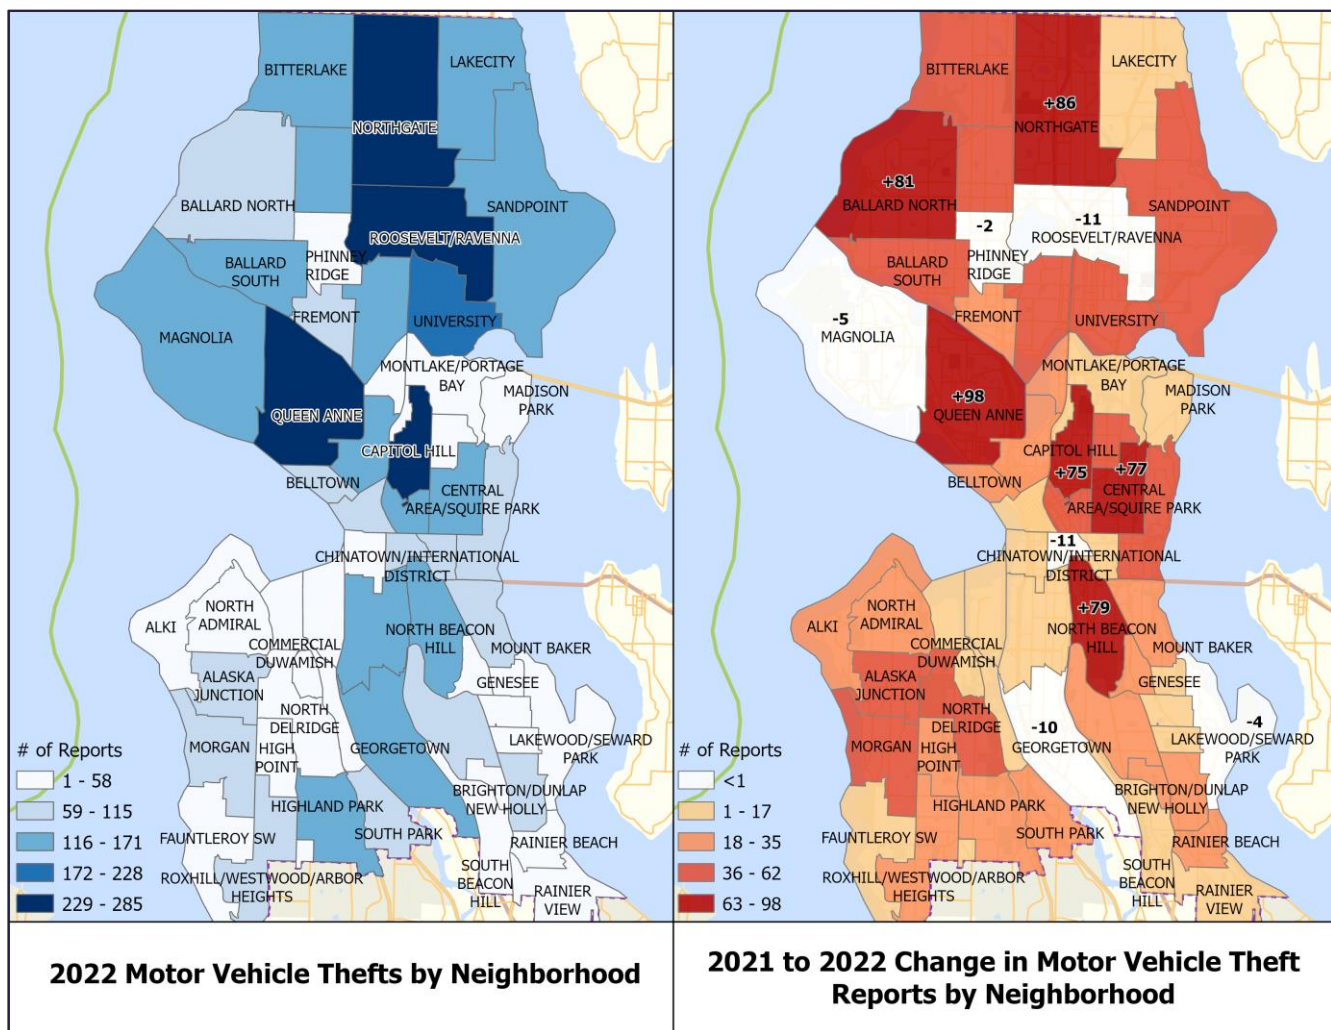 BITTERLAKE
LAKECITY
NORTHGATE
BALLARD NORTH
SANDPOINT
ROOSEVELT/RAVENNA
PHINNEY
RIDGE
BALLARD
SOUTH
FREMONT
UNIVERSITY
MAGNOLIA
MONTLAKE/PORTAGE
BAY
MADISON
PARK
QUEEN ANNE
CAPITOL HILL
BELLTOWN
CENTRAL
AREA/SQUIRE PARK
CHINATOWN/INTERNATIONAL
DISTRICT
NORTH
ADMIRAL
ALKI
COMMERCIAL
DUWAMISH
NORTH BEACON
HILL
MOUNT BAKER
ALASKA
JUNCTION
GENESEE
NORTH
DELRIDGE
MORGAN
HIGH
POINT
GEORGETOWN
LAKEWOOD/SEWARD
PARK
BRIGHTON/DUNLAP
NEW HOLLY
HIGHLAND PARK
SOUTH PARK
FAUNTLEROY SW
RAINIER BEACH
ROXHILL/WESTWOOD/ARBOR
HEIGHTS
SOUTH
BEACON
HILL
RAINIER
VIEW
# of Reports
1 - 58
59 - 115
116 - 171
172 - 228
229 - 285
2022 Motor Vehicle Thefts by Neighborhood
BITTERLAKE
LAKECITY
+86
NORTHGATE
+81
BALLARD NORTH
SANDPOINT
-2
-11
ROOSEVELT/RAVENNA
PHINNEY
RIDGE
BALLARD
SOUTH
FREMONT
UNIVERSITY
-5
MAGNOLIA
MONTLAKE/PORTAGE
BAY
MADISON
PARK
+98
QUEEN ANNE
CAPITOL HILL
+75
+77
BELLTOWN
CENTRAL
AREA/SQUIRE PARK
-11
CHINATOWN/INTERNATIONAL
DISTRICT
NORTH
ADMIRAL
ALKI
+79
NORTH BEACON
HILL
COMMERCIAL
DUWAMISH
MOUNT BAKER
ALASKA
JUNCTION
GENESEE
NORTH
DELRIDGE
-10
GEORGETOWN
-4
LAKEWOOD/SEWARD
PARK
MORGAN
HIGH
POINT
BRIGHTON/DUNLAP
NEW HOLLY
HIGHLAND PARK
SOUTH PARK
FAUNTLEROY SW
RAINIER BEACH
ROXHILL/WESTWOOD/ARBOR
HEIGHTS
SOUTH
BEACON
HILL
RAINIER
VIEW
# of Reports
<1
1 - 17
18 - 35
36 - 62
63 - 98
2021 to 2022 Change in Motor Vehicle Theft
Reports by Neighborhood